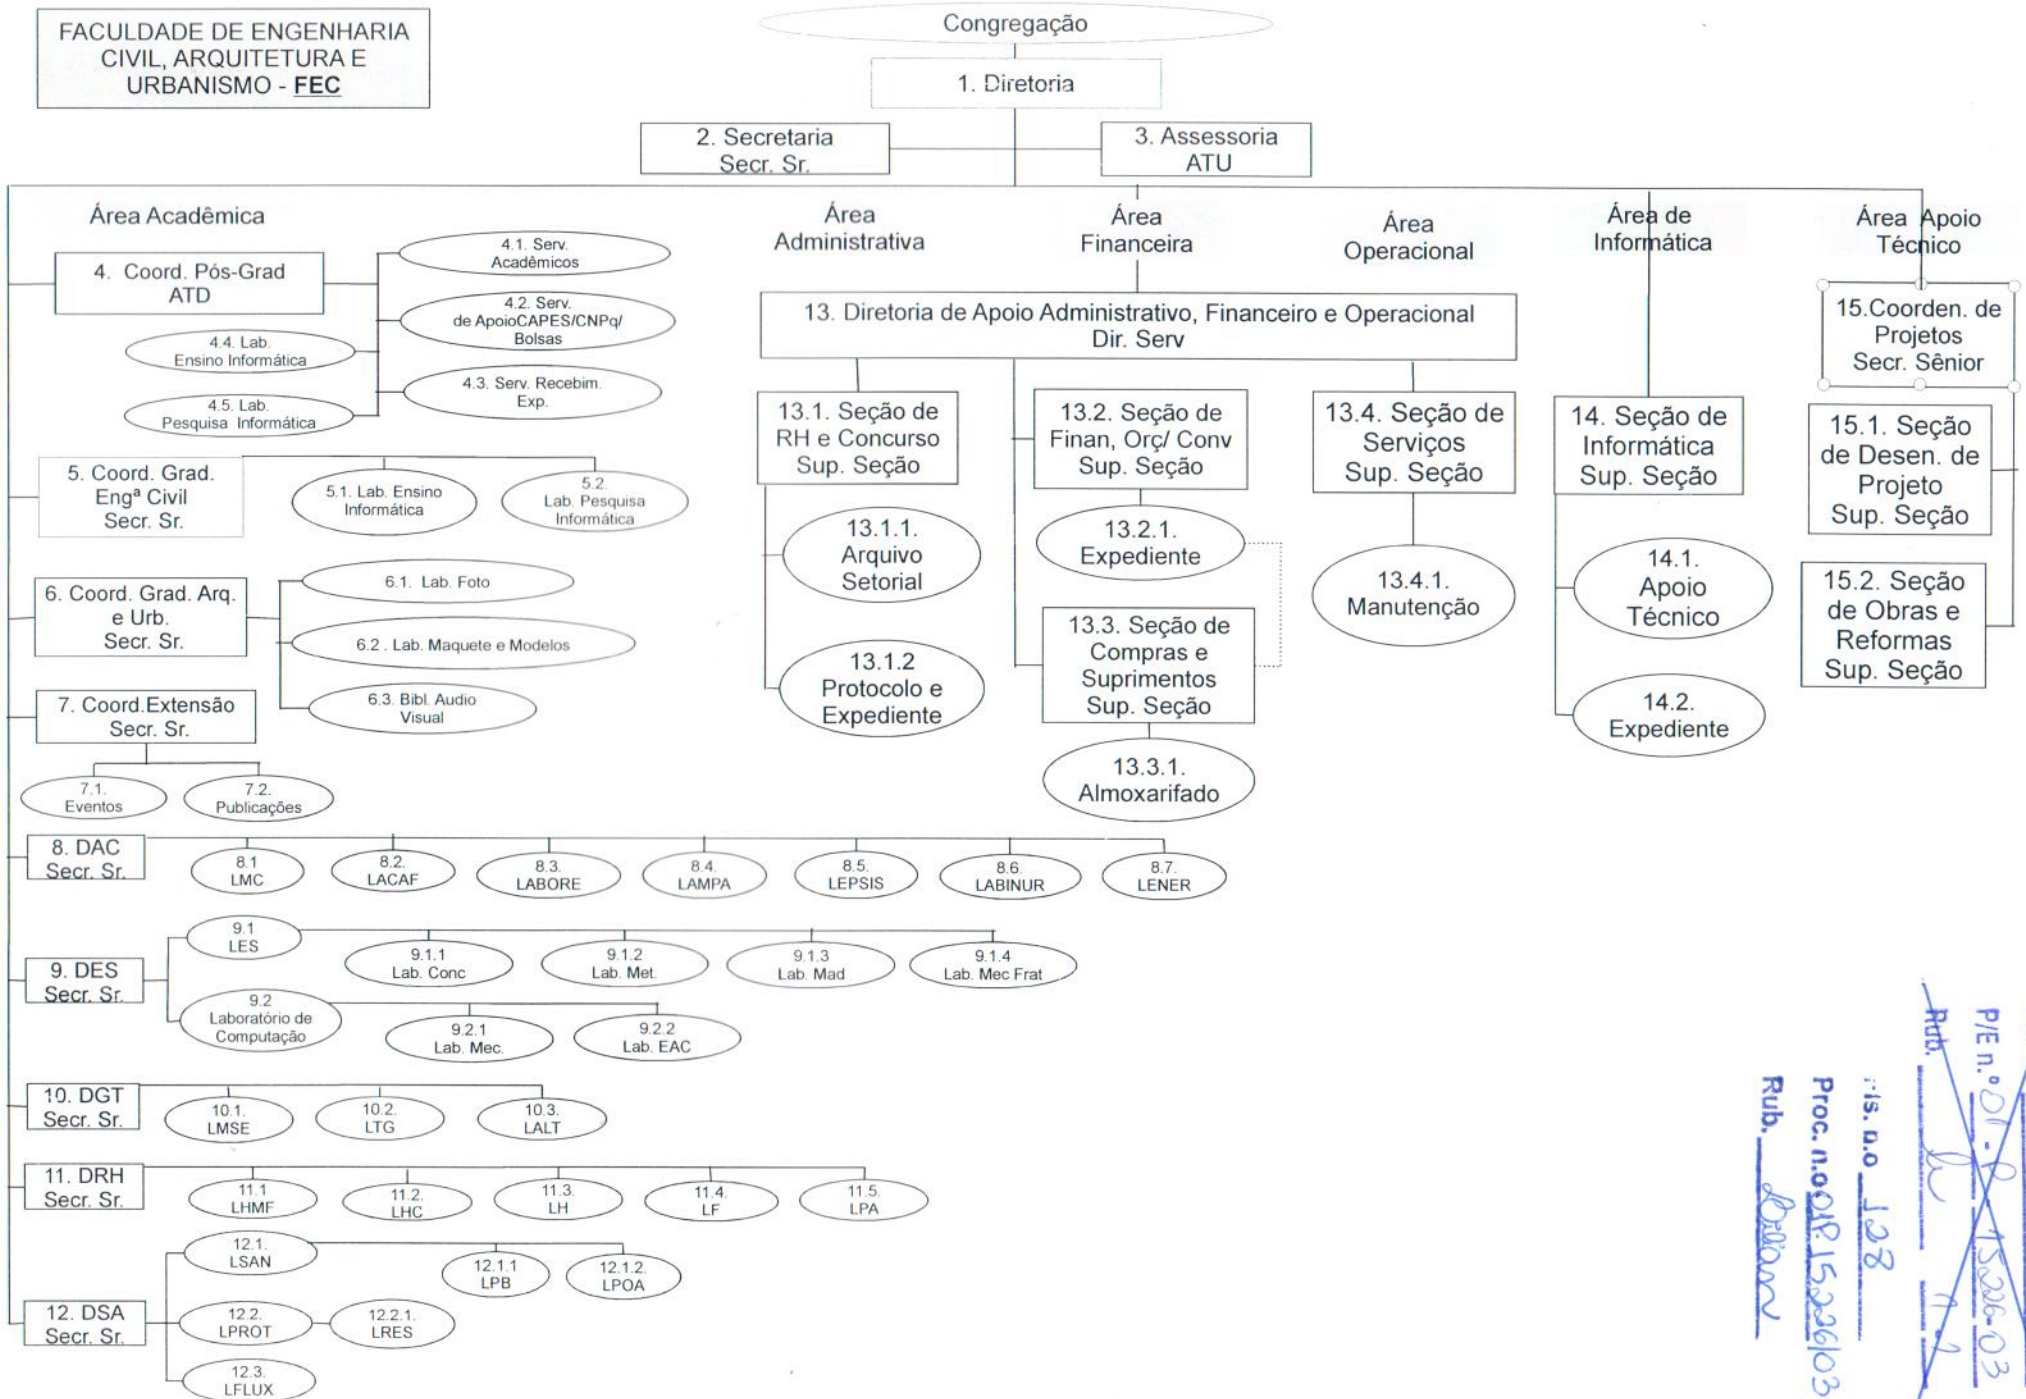 FACULDADE DE ENGENHARIA
CIVIL, ARQUITETURA E
URBANISMO - FEC
Congregação
1. Diretoria
2. Secretaria
Secr. Sr.
3. Assessoria
ATU
Área Acadêmica
Área
Administrativa
Área
Financeira
Área
Operacional
Área de
Informática
Área Apoio
Técnico
4. Coord. Pós-Grad
ATD
4.1. Serv.
Acadêmicos
4.2. Serv.
de ApoioCAPES/CNPq/
Bolsas
4.4. Lab.
Ensino Informática
4.3. Serv. Recebim.
Exp.
4.5. Lab.
Pesquisa Informática
5. Coord. Grad.
Engª Civil
Secr. Sr.
5.1. Lab. Ensino
Informática
5.2.
Lab. Pesquisa
Informática
6. Coord. Grad. Arq.
e Urb.
Secr. Sr.
6.1. Lab. Foto
6.2 . Lab. Maquete e Modelos
6.3. Bibl. Audio
Visual
7. Coord.Extensão
Secr. Sr.
7.1.
Eventos
7.2.
Publicações
13. Diretoria de Apoio Administrativo, Financeiro e Operacional
Dir. Serv
13.1. Seção de
RH e Concurso
Sup. Seção
13.1.1.
Arquivo
Setorial
13.1.2
Protocolo e
Expediente
13.2. Seção de
Finan, Orç/ Conv
Sup. Seção
13.2.1.
Expediente
13.3. Seção de
Compras e
Suprimentos
Sup. Seção
13.3.1.
Almoxarifado
13.4. Seção de
Serviços
Sup. Seção
13.4.1.
Manutenção
14. Seção de
Informática
Sup. Seção
14.1.
Apoio
Técnico
14.2.
Expediente
15.Coorden. de
Projetos
Secr. Sênior
15.1. Seção
de Desen. de
Projeto
Sup. Seção
15.2. Seção
de Obras e
Reformas
Sup. Seção
8. DAC
Secr. Sr.
8.1
LMC
8.2.
LACAF
8.3.
LABORE
8.4.
LAMPA
8.5.
LEPSIS
8.6.
LABINUR
8.7.
LENER
9. DES
Secr. Sr.
9.1
LES
9.1.1
Lab. Conc
9.1.2
Lab. Met.
9.1.3
Lab. Mad
9.1.4
Lab. Mec Frat
9.2
Laboratório de
Computação
9.2.1
Lab. Mec.
9.2.2
Lab. EAC
10. DGT
Secr. Sr.
10.1.
LMSE
10.2.
LTG
10.3.
LALT
11. DRH
Secr. Sr.
11.1
LHMF
11.2.
LHC
11.3.
LH
11.4.
LF
11.5.
LPA
12. DSA
Secr. Sr.
12.1.
LSAN
12.1.1
LPB
12.1.2.
LPOA
12.2.
LPROT
12.2.1.
LRES
12.3.
LFLUX
P/E n.º 01-P-15226-03
Rub.
Fls. n.o 128
Proc. n.o 01P.15226/03
Rub.